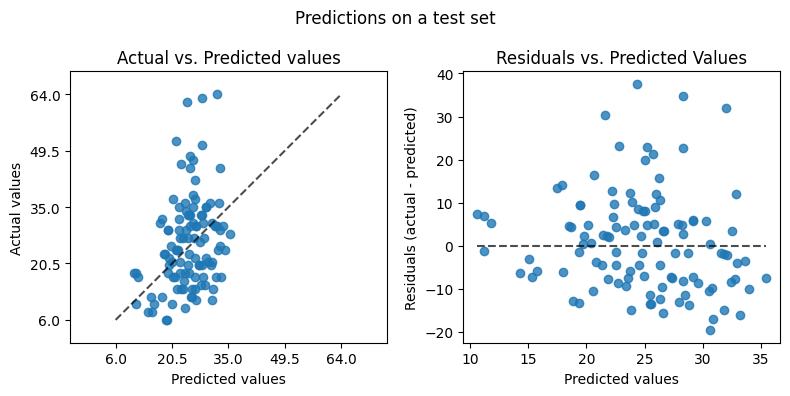 Predictions on a test set
Actual vs. Predicted values
Actual values
64.0
49.5
35.0
20.5
6.0
6.0 20.5 35.0 49.5 64.0
Predicted values
Residuals vs. Predicted Values
Residuals (actual - predicted)
40
30
20
10
0
−10
−20
10 15 20 25 30 35
Predicted values